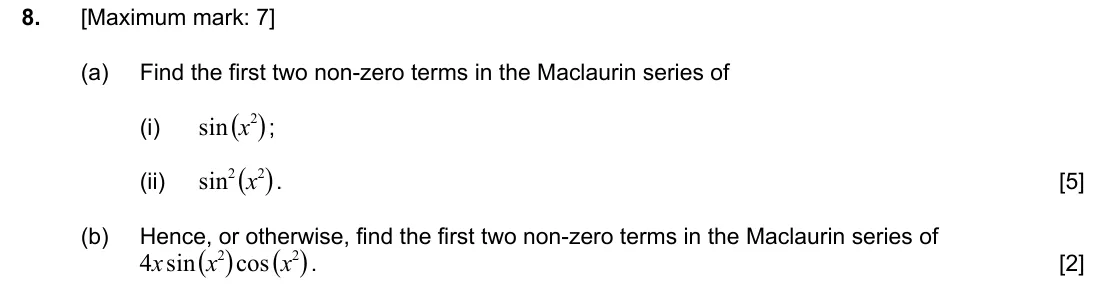 8. [Maximum mark: 7]
(a) Find the first two non-zero terms in the Maclaurin series of
(i) sin(x²);
(ii) sin²(x²). [5]
(b) Hence, or otherwise, find the first two non-zero terms in the Maclaurin series of
4x sin(x²)cos(x²). [2]